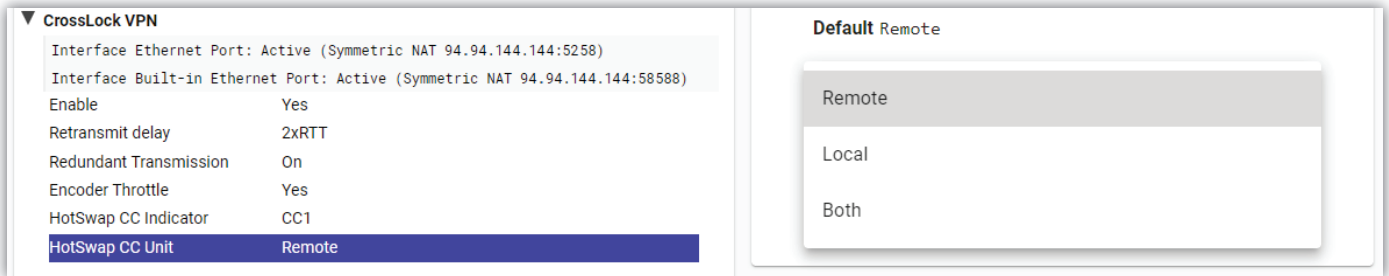 CrossLock VPN
Interface Ethernet Port: Active (Symmetric NAT 94.94.144.144:5258)
Interface Built-in Ethernet Port: Active (Symmetric NAT 94.94.144.144:58588)
Enable Yes
Retransmit delay 2xRTT
Redundant Transmission On
Encoder Throttle Yes
HotSwap CC Indicator CC1
HotSwap CC Unit Remote
Default Remote
Remote
Local
Both